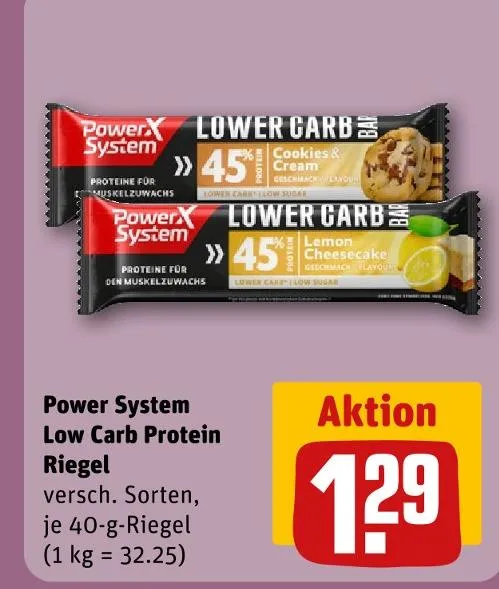 Power X
System
LOWER CARB BAR
45% PROTEIN
Cookies &
Cream
GESCHMACK | FLAVOUR
PROTEINE FÜR
MUSKELZUWACHS
LOWER CARB* | LOW SUGAR
Power X
System
LOWER CARB BAR
45% PROTEIN
Lemon
Cheesecake
GESCHMACK | FLAVOUR
PROTEINE FÜR
DEN MUSKELZUWACHS
LOWER CARB* | LOW SUGAR
Power System
Low Carb Protein
Riegel
versch. Sorten,
je 40-g-Riegel
(1 kg = 32.25)
Aktion
1.29